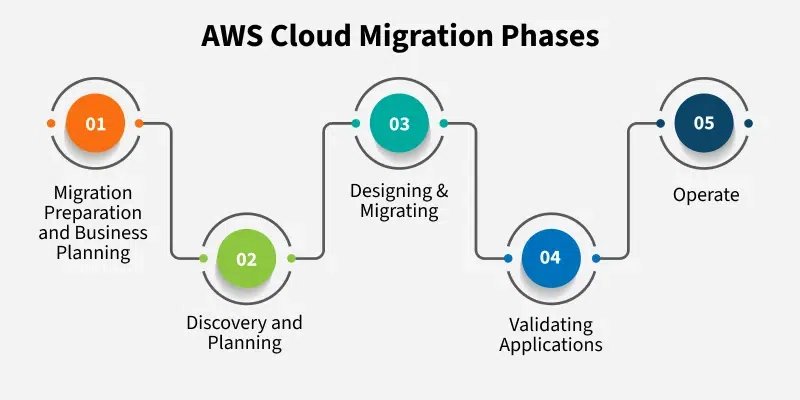 AWS Cloud Migration Phases
01
Migration
Preparation
and Business
Planning
02
Discovery and
Planning
03
Designing &
Migrating
04
Validating
Applications
05
Operate